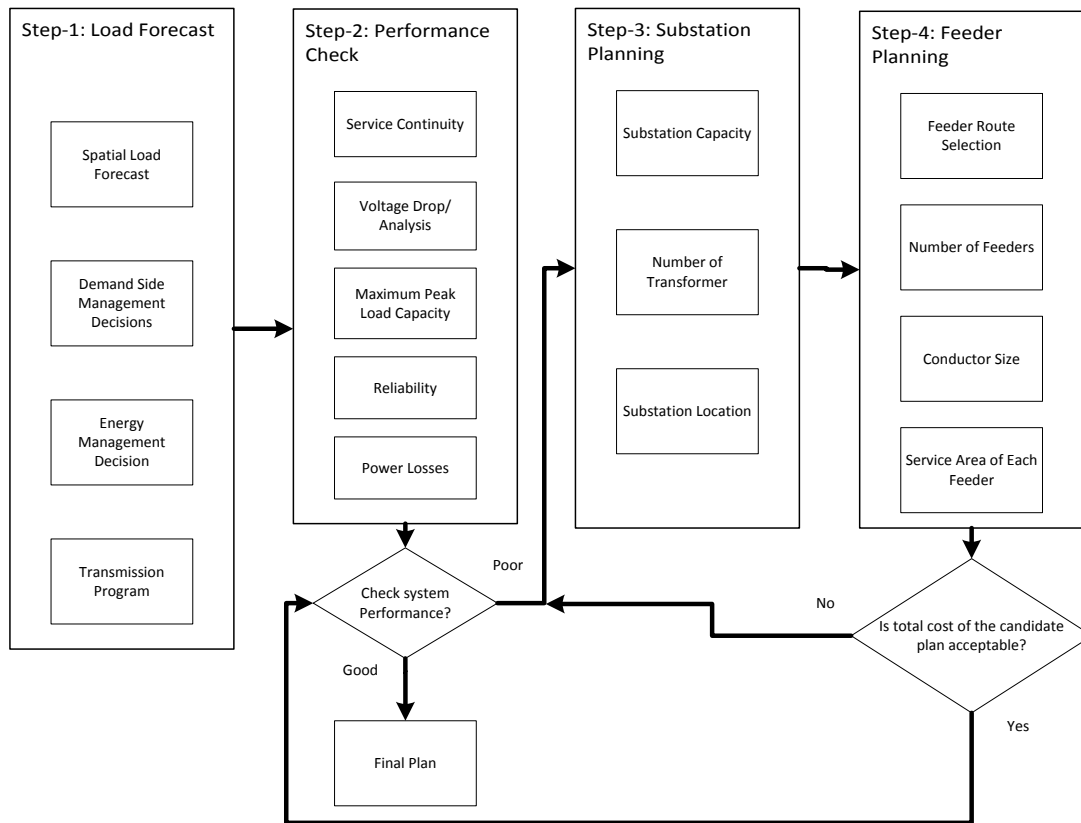 Step-1: Load Forecast
Spatial Load
Forecast
Demand Side
Management
Decisions
Energy
Management
Decision
Transmission
Program
Step-2: Performance
Check
Service Continuity
Voltage Drop/
Analysis
Maximum Peak
Load Capacity
Reliability
Power Losses
Check system
Performance?
Poor
Good
Final Plan
Step-3: Substation
Planning
Substation Capacity
Number of
Transformer
Substation Location
Step-4: Feeder
Planning
Feeder Route
Selection
Number of Feeders
Conductor Size
Service Area of Each
Feeder
No
Is total cost of the candidate
plan acceptable?
Yes